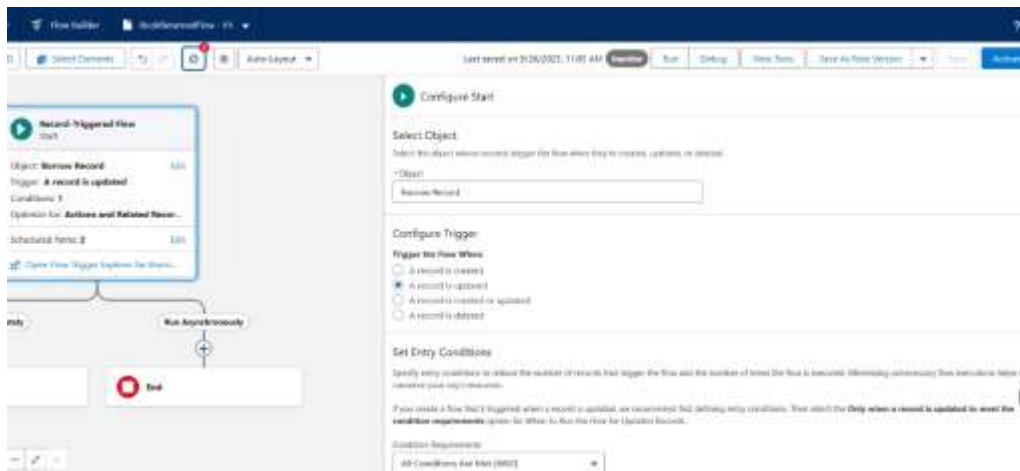 Flow Builder
Select Elements
Auto-Layout
Last saved on 9/26/2025, 11:05 AM
Run
Debug
View Tests
Save As New Version
Record-Triggered Flow
Start
Object: Borrow Record
Edit
Trigger: A record is updated
Conditions: 1
Optimize for: Actions and Related Recor...
Scheduled Paths: 2
Edit
Open Flow Trigger Explorer for Borro...
Run Asynchronously
End
Configure Start
Select Object
Select the object whose records trigger the flow when they're created, updated, or deleted.
*Object
Borrow Record
Configure Trigger
Trigger the Flow When:
A record is created
A record is updated
A record is created or updated
A record is deleted
Set Entry Conditions
Specify entry conditions to reduce the number of records that trigger the flow and the number of times the flow is executed. Minimizing unnecessary flow executions helps
conserve your org's resources.
If you create a flow that's triggered when a record is updated, we recommend first defining entry conditions. Then select the Only when a record is updated to meet the
condition requirements option for When to Run the Flow for Updated Records.
Condition Requirements
All Conditions Are Met (AND)